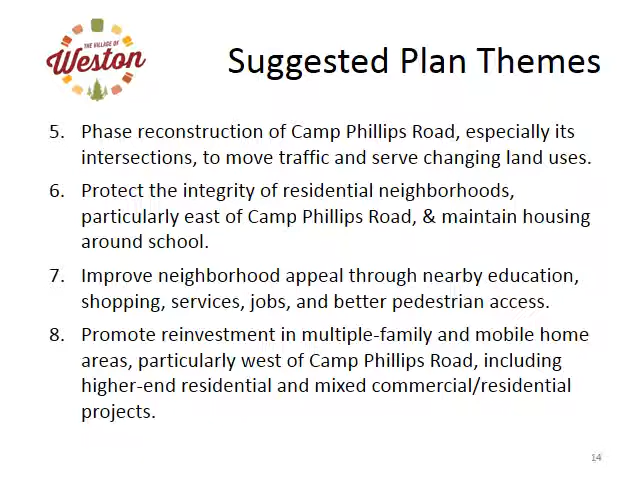 THE VILLAGE OF
Weston
Suggested Plan Themes
5. Phase reconstruction of Camp Phillips Road, especially its
intersections, to move traffic and serve changing land uses.
6. Protect the integrity of residential neighborhoods,
particularly east of Camp Phillips Road, & maintain housing
around school.
7. Improve neighborhood appeal through nearby education,
shopping, services, jobs, and better pedestrian access.
8. Promote reinvestment in multiple-family and mobile home
areas, particularly west of Camp Phillips Road, including
higher-end residential and mixed commercial/residential
projects.
14